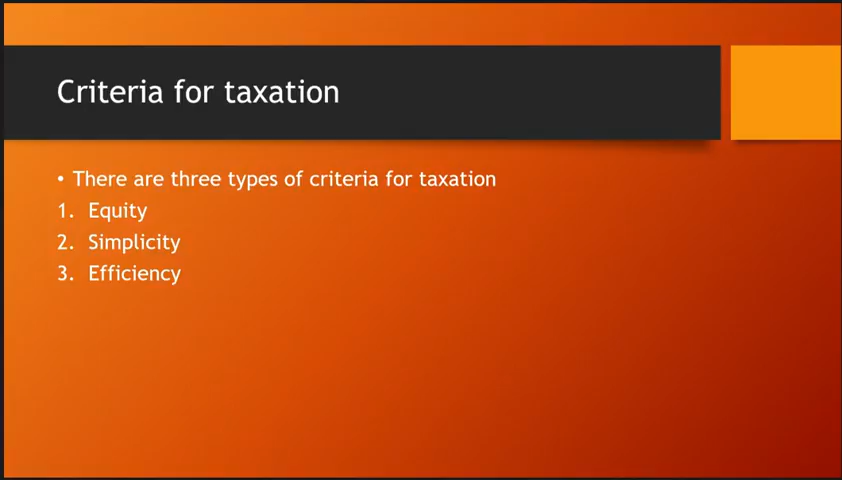 Criteria for taxation
• There are three types of criteria for taxation
1. Equity
2. Simplicity
3. Efficiency